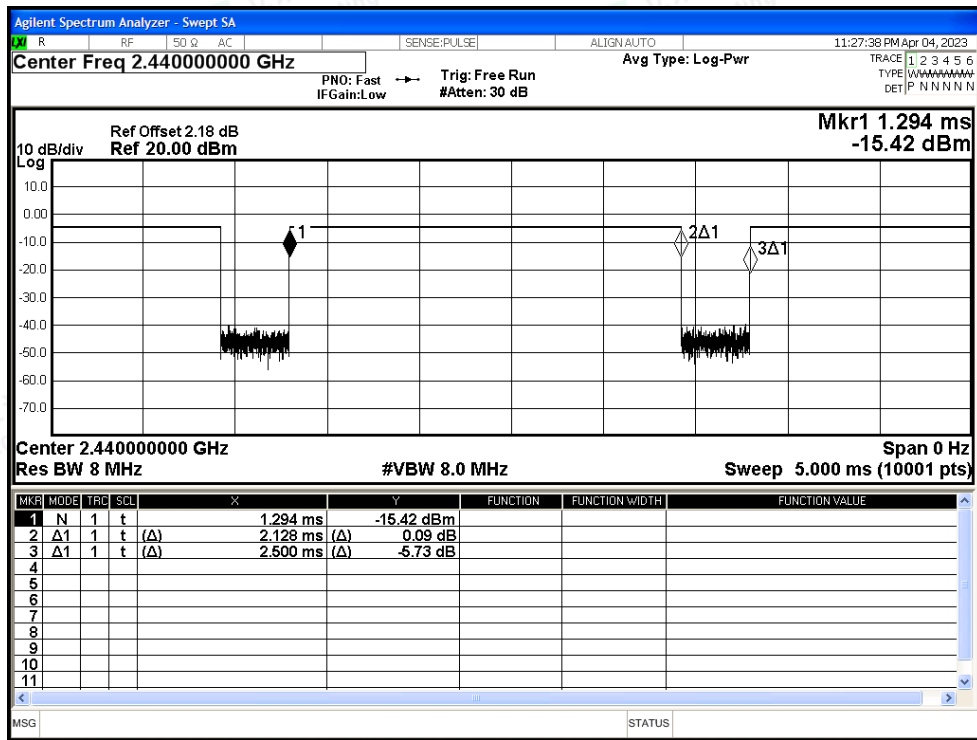 Agilent Spectrum Analyzer - Swept SA
LXI R RF 50 Ω AC SENSE:PULSE ALIGN AUTO 11:27:38 PM Apr 04, 2023
Center Freq 2.440000000 GHz
PNO: Fast
IFGain:Low
Trig: Free Run
#Atten: 30 dB
Avg Type: Log-Pwr
TRACE 1 2 3 4 5 6
TYPE WWWWWW
DET P N N N N N
Mkr1 1.294 ms
-15.42 dBm
Ref Offset 2.18 dB
10 dB/div Ref 20.00 dBm
Log
10.0
0.00
-10.0
-20.0
-30.0
-40.0
-50.0
-60.0
-70.0
1
2Δ1
3Δ1
Center 2.440000000 GHz Span 0 Hz
Res BW 8 MHz #VBW 8.0 MHz Sweep 5.000 ms (10001 pts)
MKR MODE TRC SCL X Y FUNCTION FUNCTION WIDTH FUNCTION VALUE
1 N 1 t 1.294 ms -15.42 dBm
2 Δ1 1 t (Δ) 2.128 ms (Δ) 0.09 dB
3 Δ1 1 t (Δ) 2.500 ms (Δ) -5.73 dB
4
5
6
7
8
9
10
11
MSG STATUS